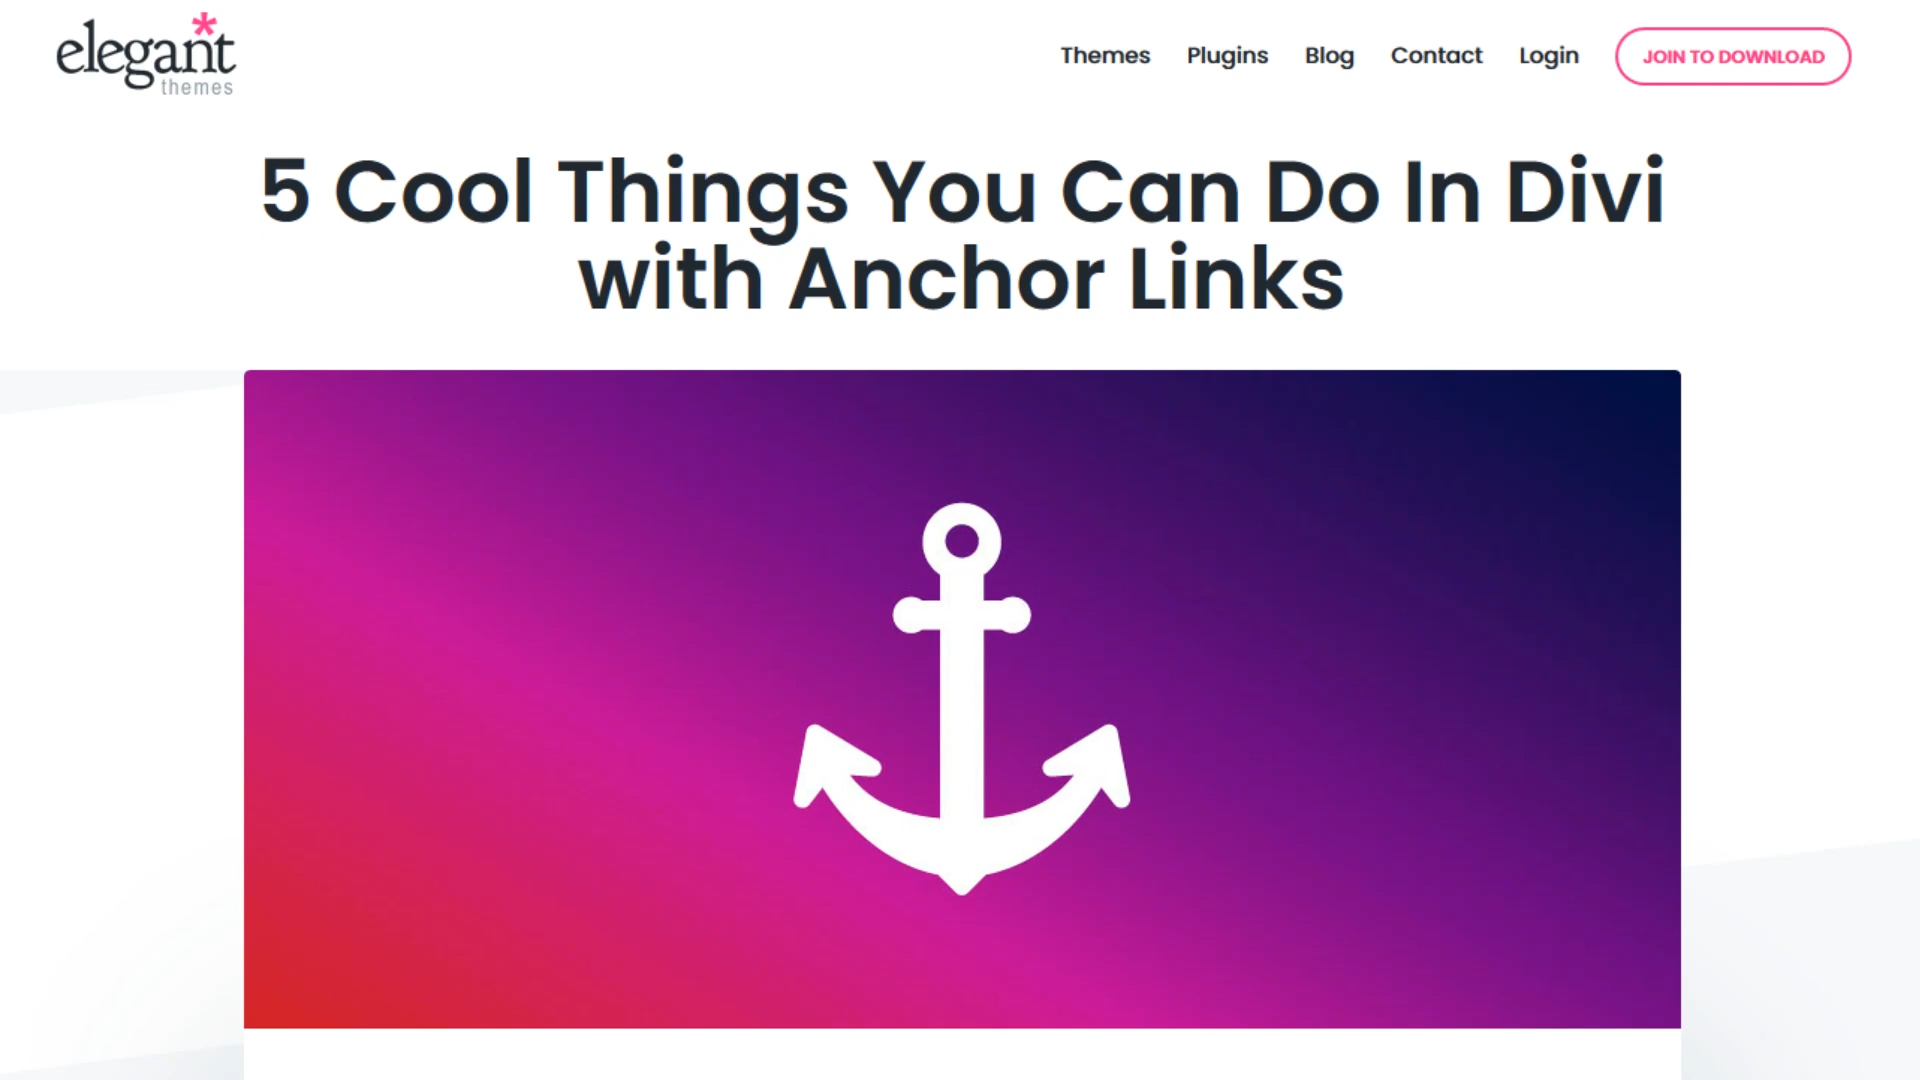 elegant
themes
Themes Plugins Blog Contact Login JOIN TO DOWNLOAD
5 Cool Things You Can Do In Divi
with Anchor Links